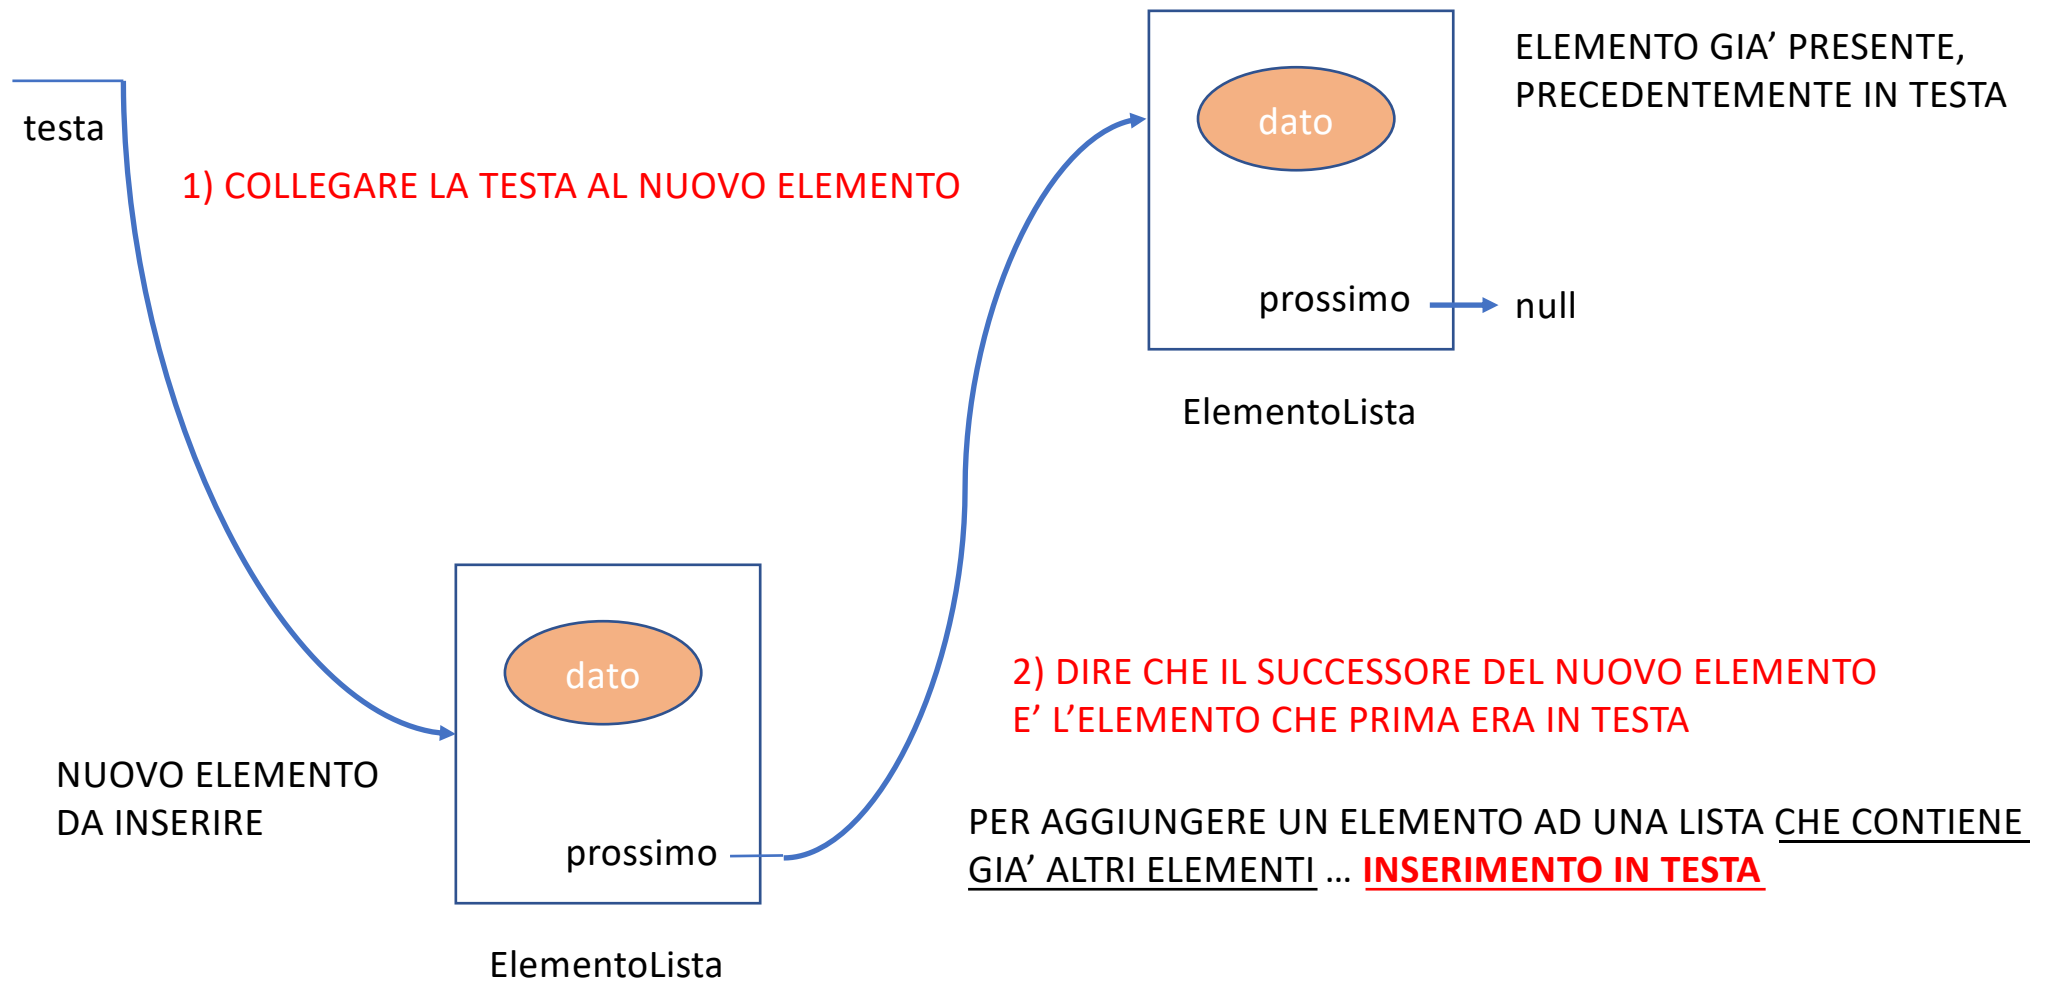 testa
1) COLLEGARE LA TESTA AL NUOVO ELEMENTO
dato
prossimo
null
ElementoLista
ELEMENTO GIA’ PRESENTE,
PRECEDENTEMENTE IN TESTA
NUOVO ELEMENTO
DA INSERIRE
dato
prossimo
ElementoLista
2) DIRE CHE IL SUCCESSORE DEL NUOVO ELEMENTO
E’ L’ELEMENTO CHE PRIMA ERA IN TESTA
PER AGGIUNGERE UN ELEMENTO AD UNA LISTA CHE CONTIENE
GIA’ ALTRI ELEMENTI … INSERIMENTO IN TESTA